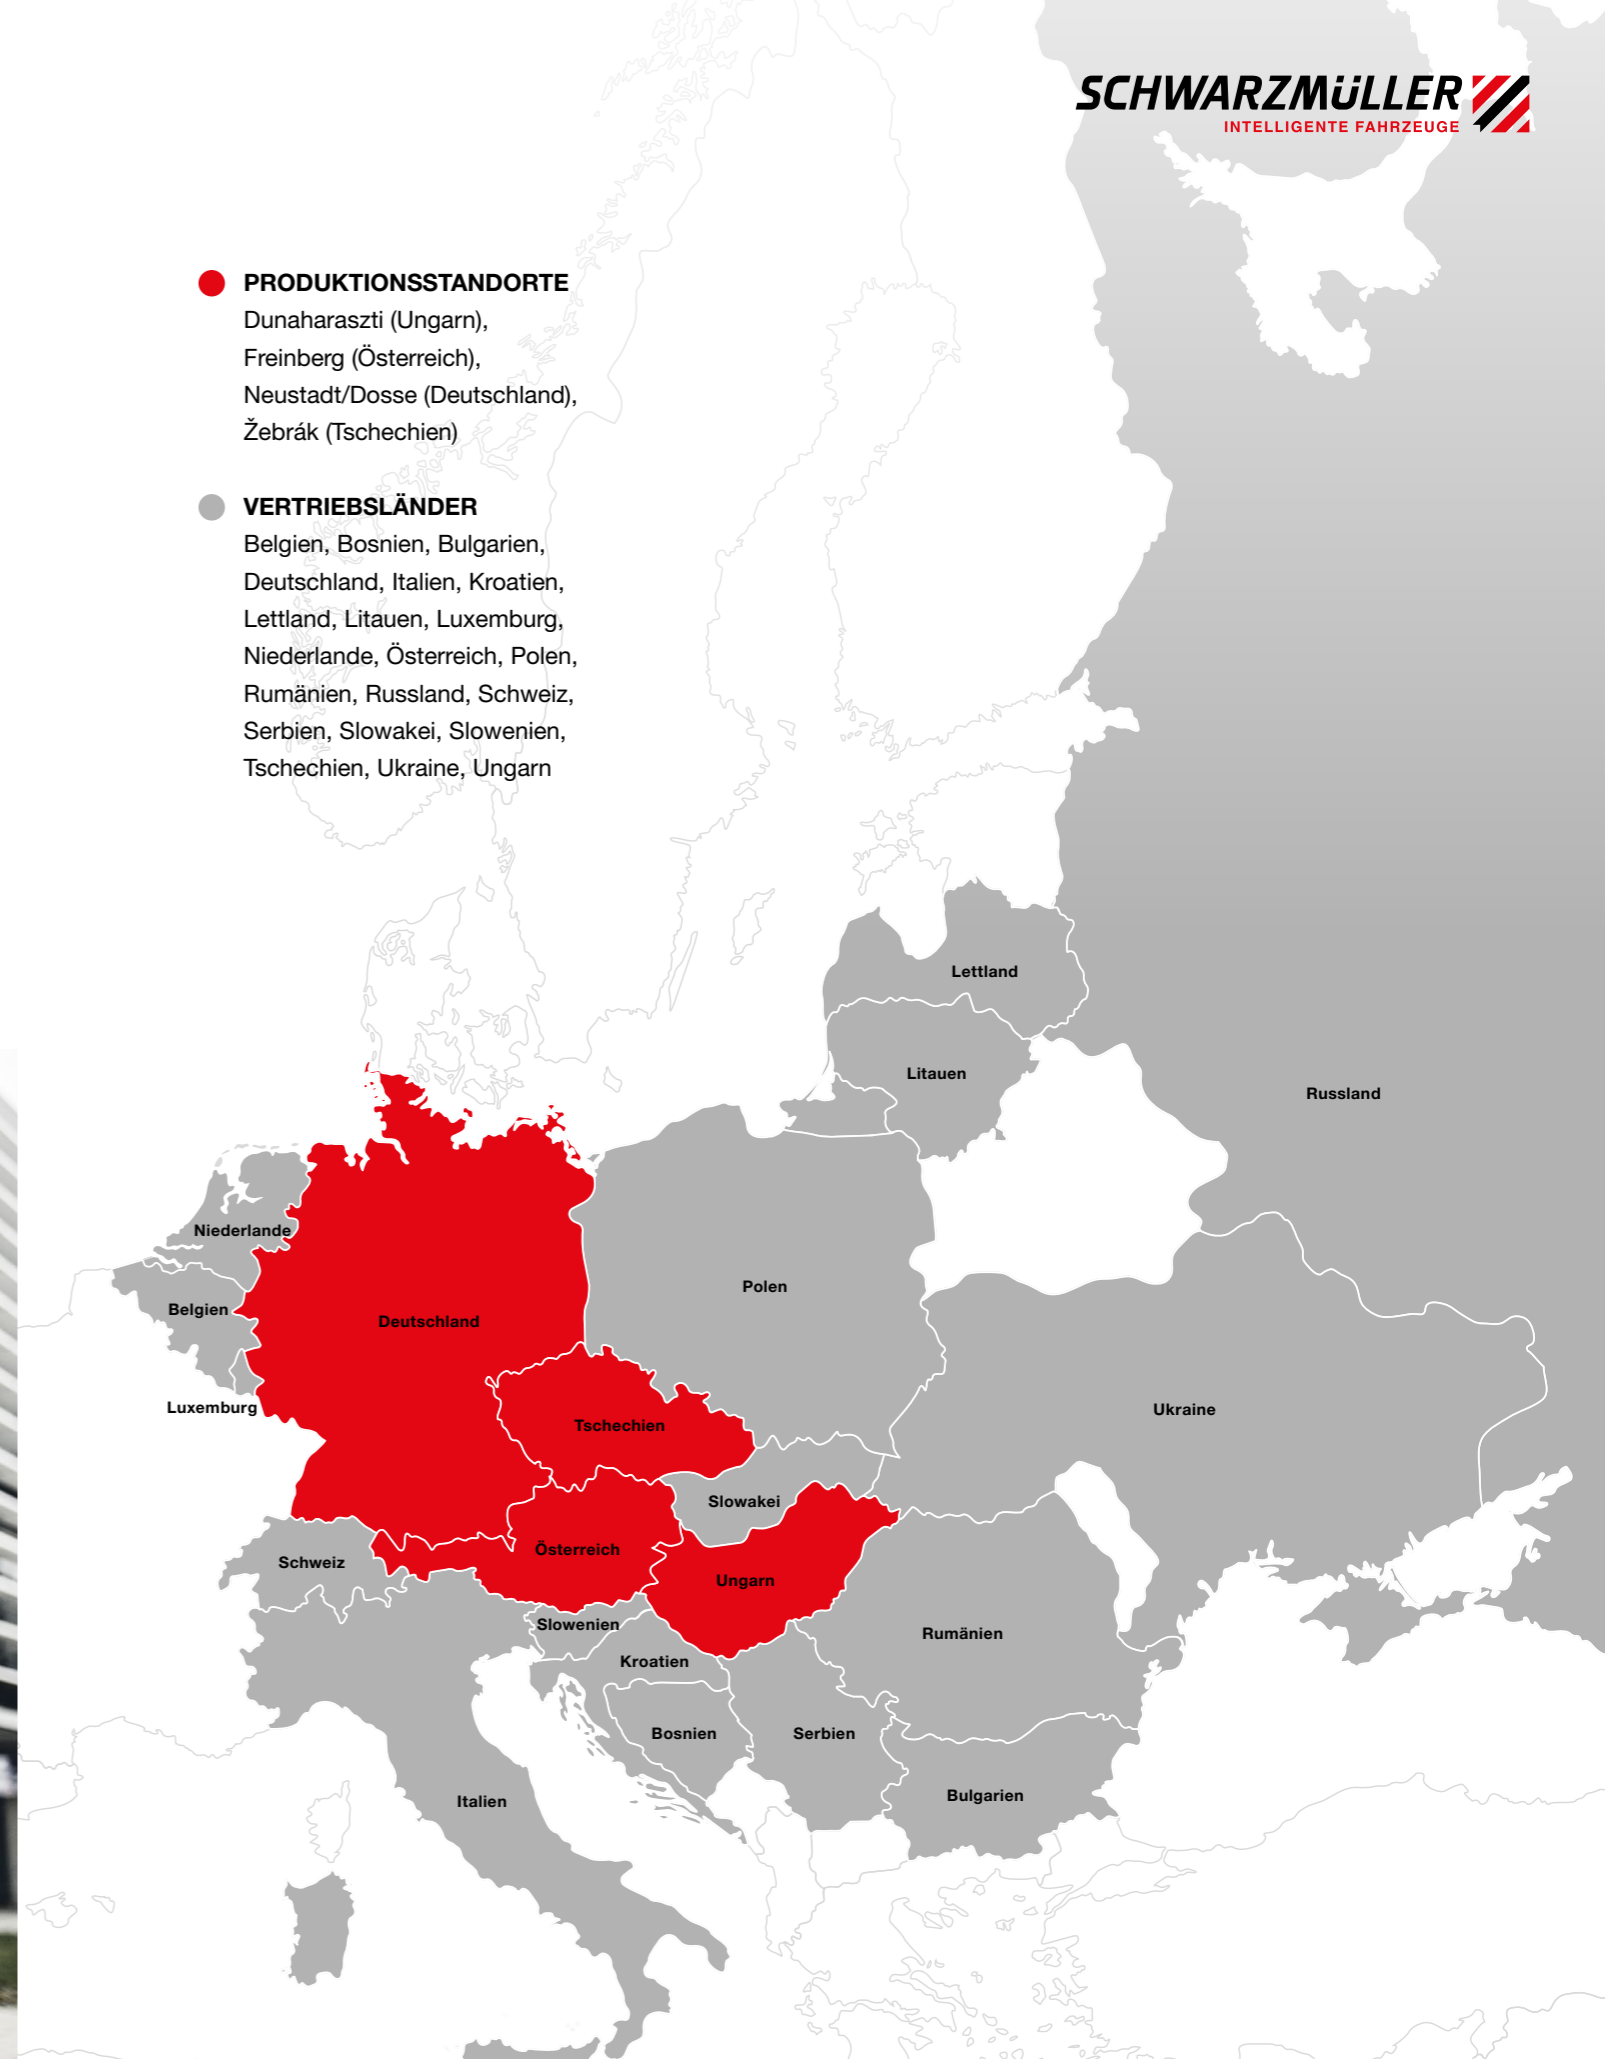 SCHWARZMÜLLER
INTELLIGENTE FAHRZEUGE
PRODUKTIONSSTANDORTE
Dunaharaszti (Ungarn),
Freinberg (Österreich),
Neustadt/Dosse (Deutschland),
Žebrák (Tschechien)
VERTRIEBSLÄNDER
Belgien, Bosnien, Bulgarien,
Deutschland, Italien, Kroatien,
Lettland, Litauen, Luxemburg,
Niederlande, Österreich, Polen,
Rumänien, Russland, Schweiz,
Serbien, Slowakei, Slowenien,
Tschechien, Ukraine, Ungarn
Lettland
Litauen
Russland
Niederlande
Polen
Belgien
Deutschland
Luxemburg
Ukraine
Tschechien
Slowakei
Österreich
Schweiz
Ungarn
Slowenien
Rumänien
Kroatien
Bosnien
Serbien
Bulgarien
Italien